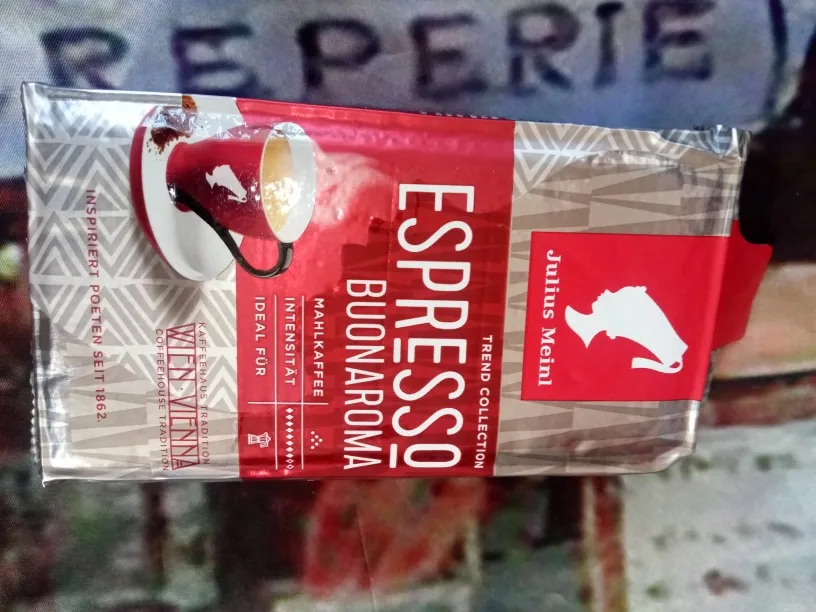 REPERIE
Julius Meinl
TREND COLLECTION
ESPRESSO
BUONAROMA
MAHLKAFFEE
INTENSITÄT
IDEAL FÜR
KAFFEEHAUS TRADITION
WIEN·VIENNA
COFFEEHOUSE TRADITION
INSPIRIERT POETEN SEIT 1862.